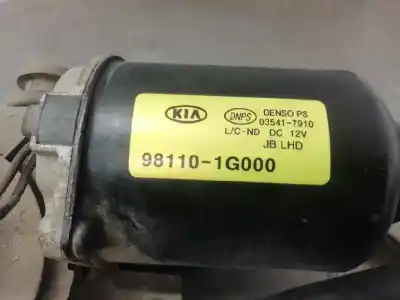 KIA DNPS DENSO PS
03541-7910
L/C-ND DC 12V
JB LHD
98110-1G000